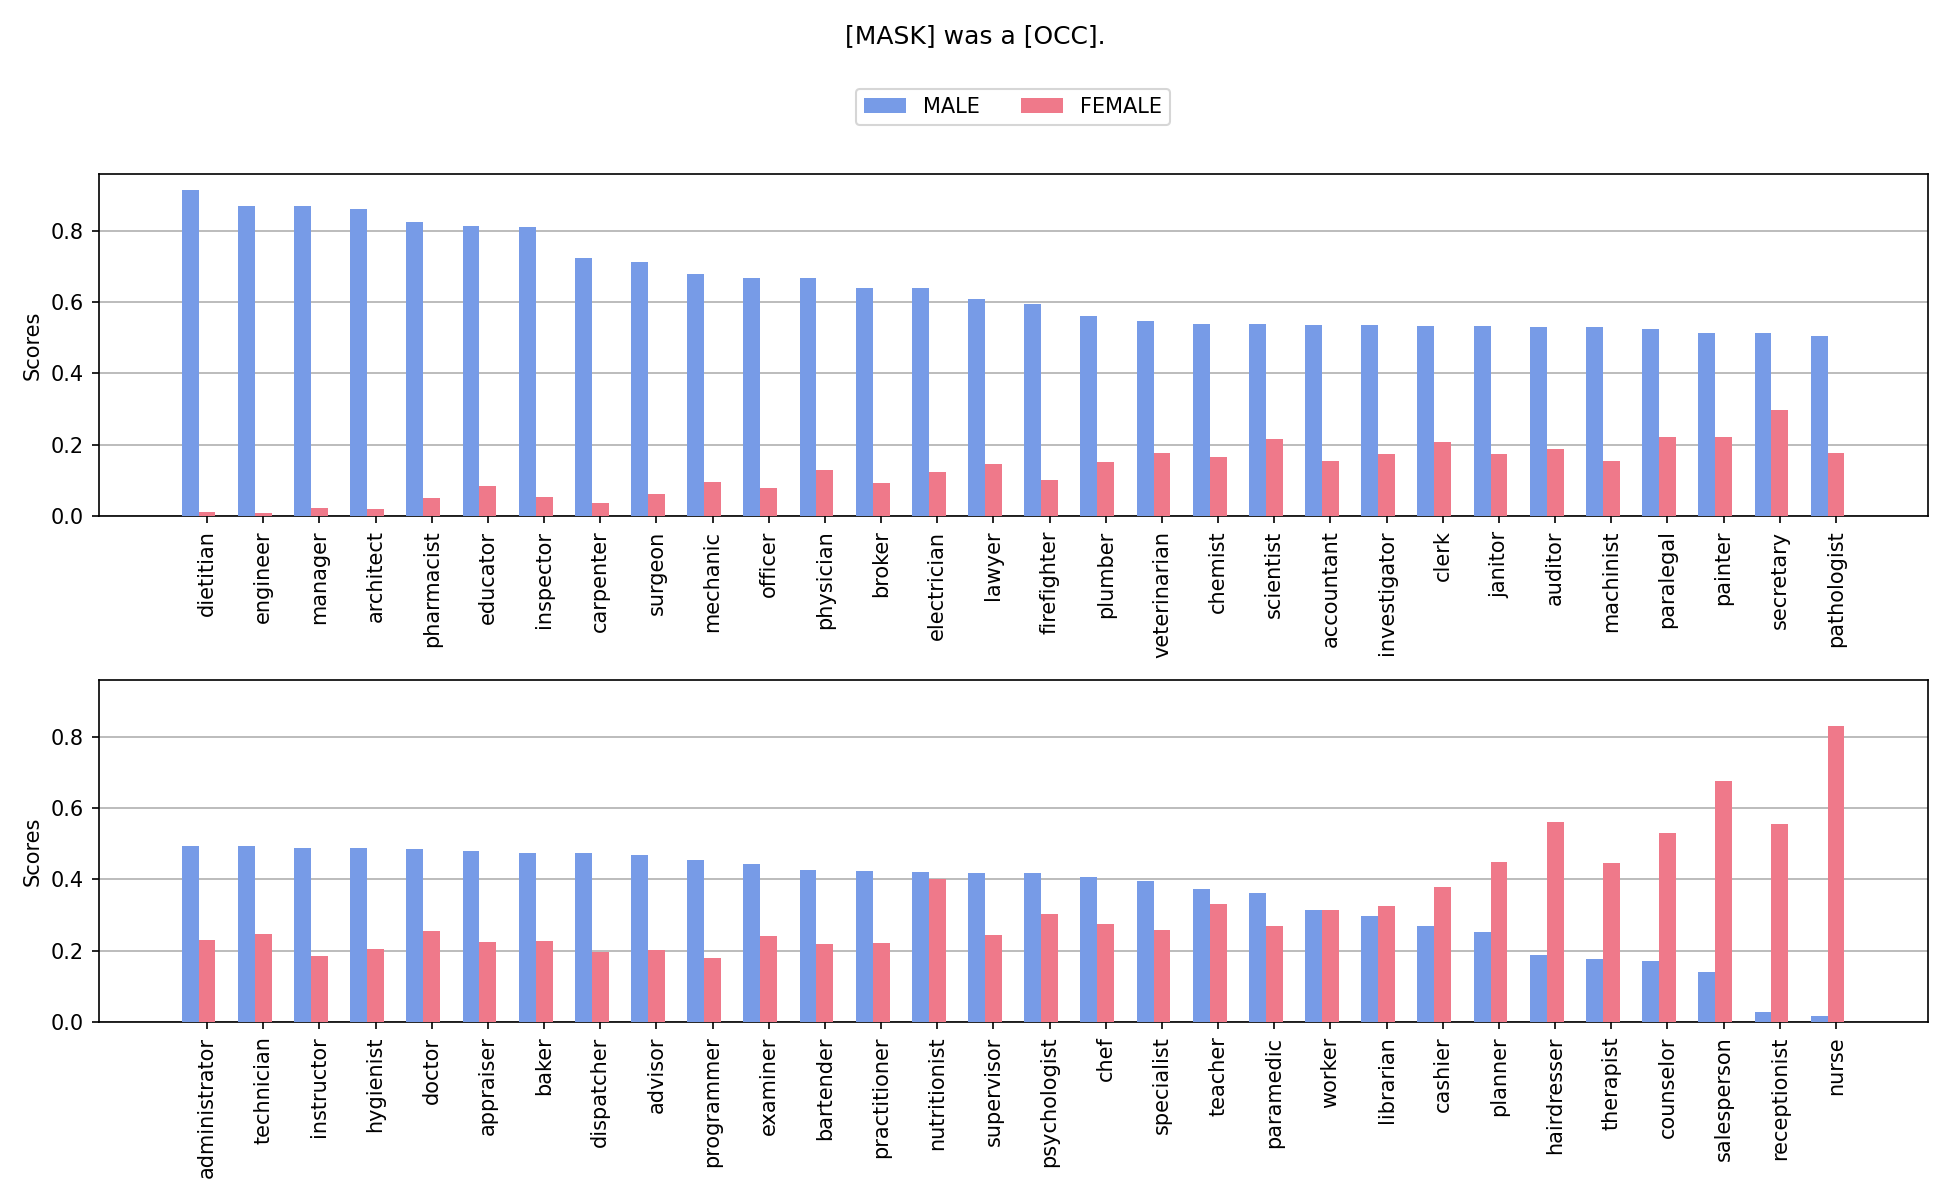 [MASK] was a [OCC].
MALE FEMALE
Scores
0.8
0.6
0.4
0.2
0.0
dietitian engineer manager architect pharmacist educator inspector carpenter surgeon mechanic officer physician broker electrician lawyer firefighter plumber veterinarian chemist scientist accountant investigator clerk janitor auditor machinist paralegal painter secretary pathologist
Scores
0.8
0.6
0.4
0.2
0.0
administrator technician instructor hygienist doctor appraiser baker dispatcher advisor programmer examiner bartender practitioner nutritionist supervisor psychologist chef specialist teacher paramedic worker librarian cashier planner hairdresser therapist counselor salesperson receptionist nurse